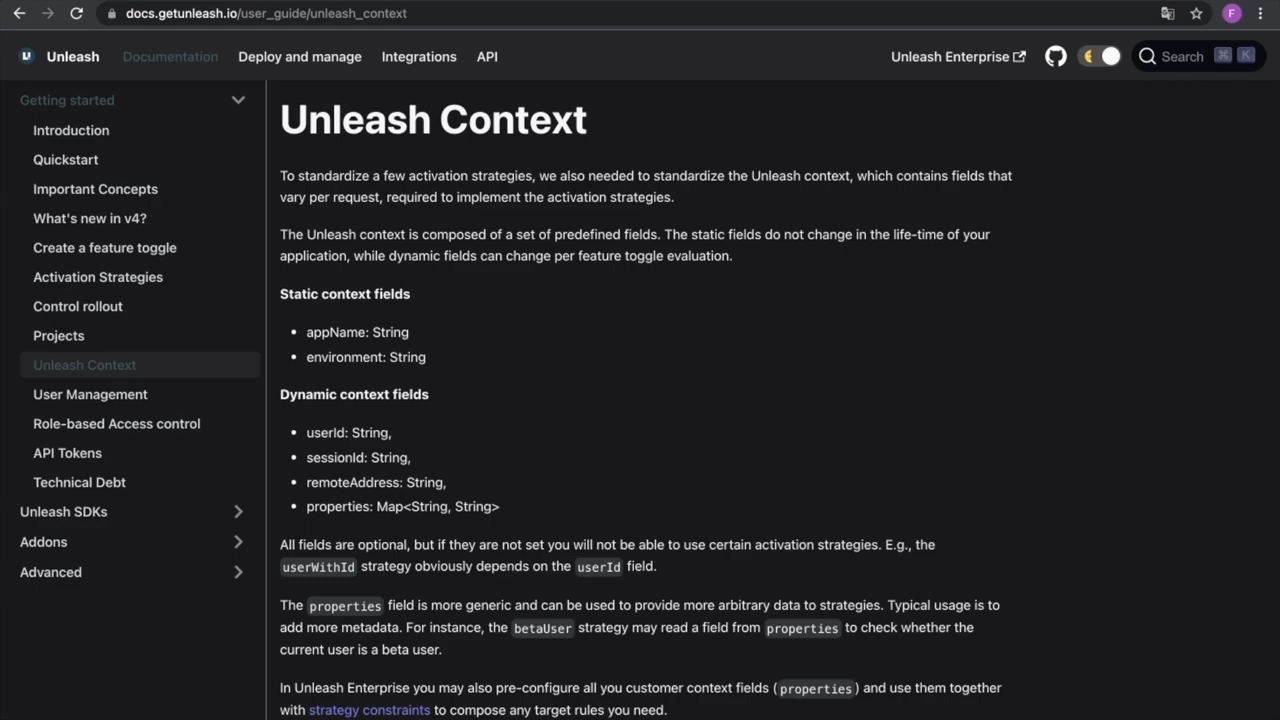 docs.getunleash.io/user_guide/unleash_context
F
Unleash Documentation Deploy and manage Integrations API Unleash Enterprise Search ⌘ K
Getting started
Introduction
Quickstart
Important Concepts
What's new in v4?
Create a feature toggle
Activation Strategies
Control rollout
Projects
Unleash Context
User Management
Role-based Access control
API Tokens
Technical Debt
Unleash SDKs
Addons
Advanced
Unleash Context
To standardize a few activation strategies, we also needed to standardize the Unleash context, which contains fields that
vary per request, required to implement the activation strategies.
The Unleash context is composed of a set of predefined fields. The static fields do not change in the life-time of your
application, while dynamic fields can change per feature toggle evaluation.
Static context fields
• appName: String
• environment: String
Dynamic context fields
• userId: String,
• sessionId: String,
• remoteAddress: String,
• properties: Map<String, String>
All fields are optional, but if they are not set you will not be able to use certain activation strategies. E.g., the
userWithId strategy obviously depends on the userId field.
The properties field is more generic and can be used to provide more arbitrary data to strategies. Typical usage is to
add more metadata. For instance, the betaUser strategy may read a field from properties to check whether the
current user is a beta user.
In Unleash Enterprise you may also pre-configure all you customer context fields (properties) and use them together
with strategy constraints to compose any target rules you need.